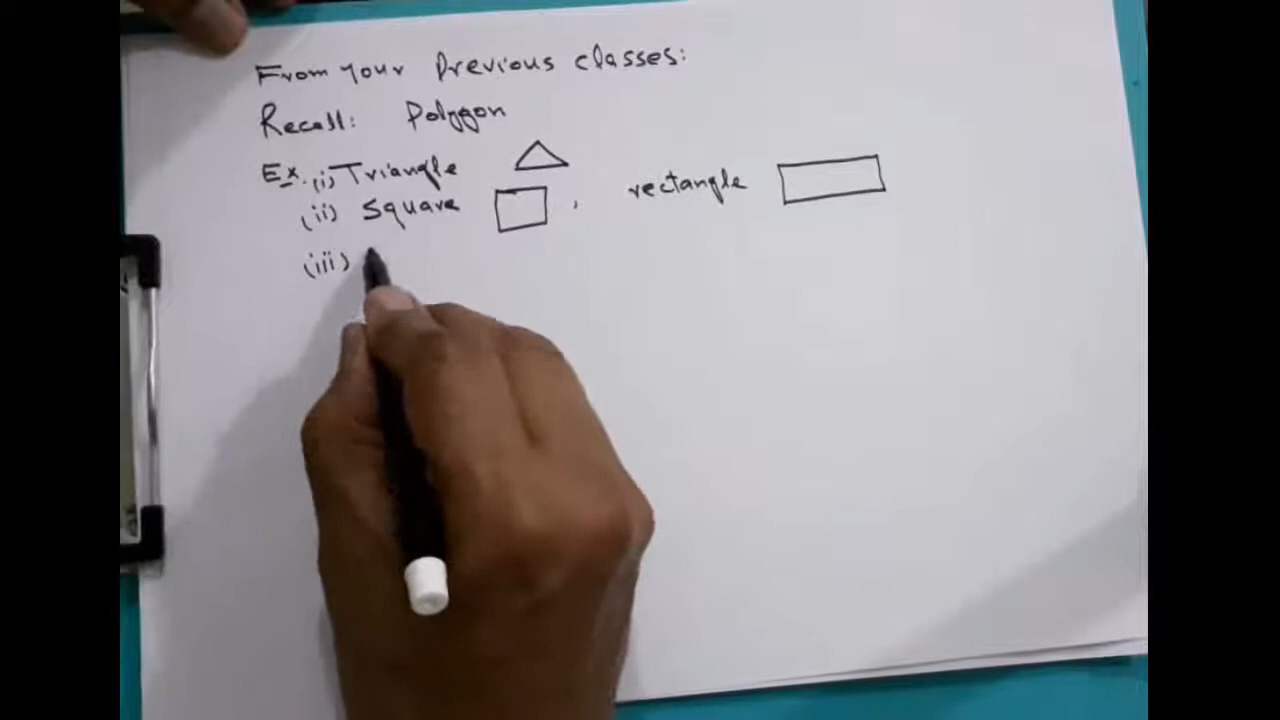 From your Previous classes:
Recall: Polygon
Ex. (i) Triangle
(ii) Square , rectangle
(iii)